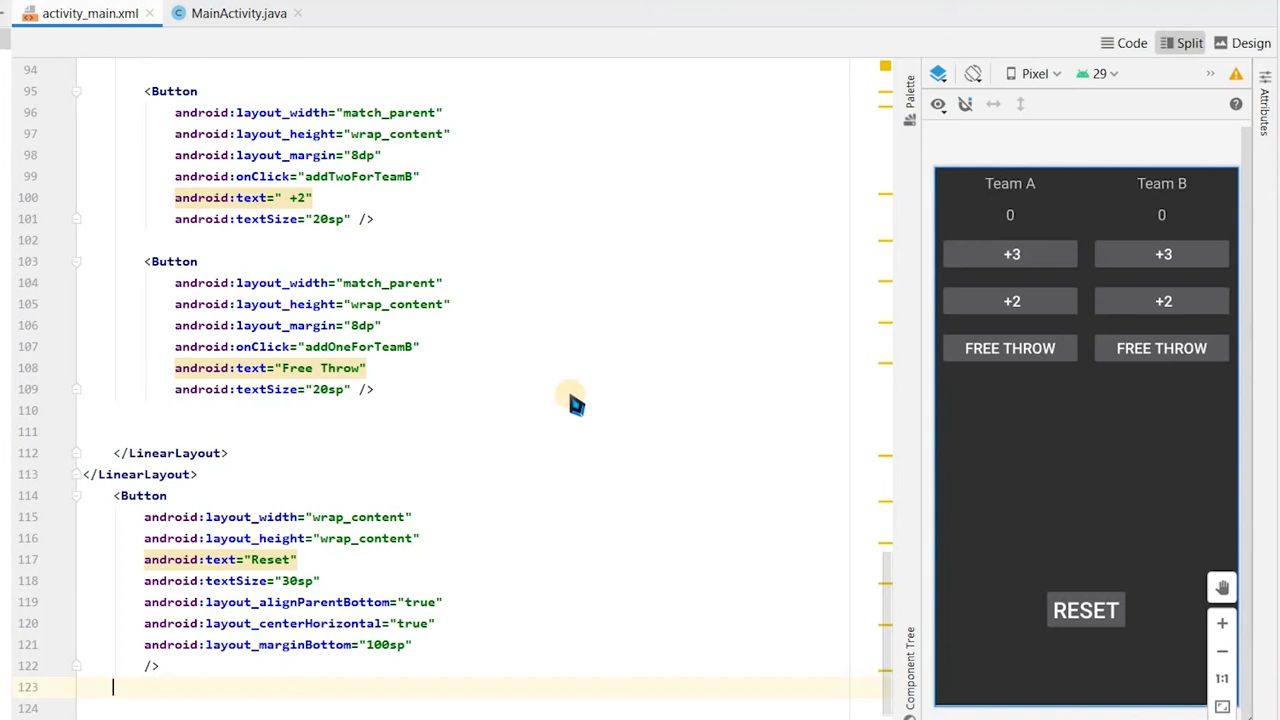 activity_main.xml
MainActivity.java
Code
Split
Design
Palette
Pixel
29
Attributes
94
95 <Button
96 android:layout_width="match_parent"
97 android:layout_height="wrap_content"
98 android:layout_margin="8dp"
99 android:onClick="addTwoForTeamB"
100 android:text=" +2"
101 android:textSize="20sp" />
102
103 <Button
104 android:layout_width="match_parent"
105 android:layout_height="wrap_content"
106 android:layout_margin="8dp"
107 android:onClick="addOneForTeamB"
108 android:text="Free Throw"
109 android:textSize="20sp" />
110
111
112 </LinearLayout>
113 </LinearLayout>
114 <Button
115 android:layout_width="wrap_content"
116 android:layout_height="wrap_content"
117 android:text="Reset"
118 android:textSize="30sp"
119 android:layout_alignParentBottom="true"
120 android:layout_centerHorizontal="true"
121 android:layout_marginBottom="100sp"
122 />
123
124
Team A Team B
0 0
+3 +3
+2 +2
FREE THROW FREE THROW
RESET
1:1
Component Tree